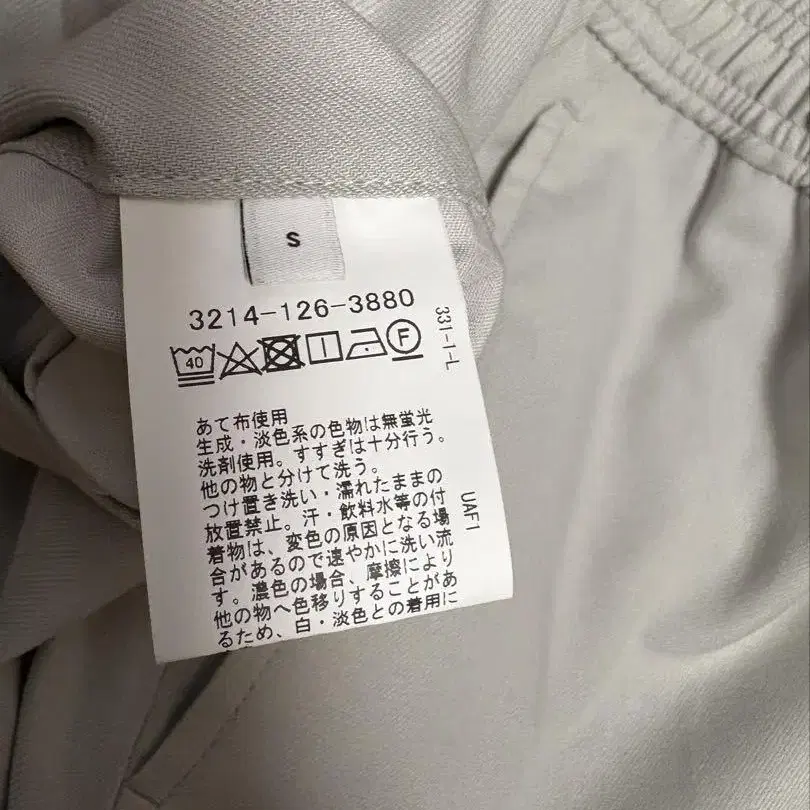 S
3214-126-3880
40
F
331-1-L
あて布使用
生成・淡色系の色物は無蛍光
洗剤使用。すすぎは十分行う。
他の物と分けて洗う。
つけ置き洗い・濡れたままの
放置禁止。汗・飲料水等の付
着物は、変色の原因となる場
合があるので速やかに洗い流
す。濃色の場合、摩擦により
他の物へ色移りすることがあ
るため、白・淡色との着用に
UAF1